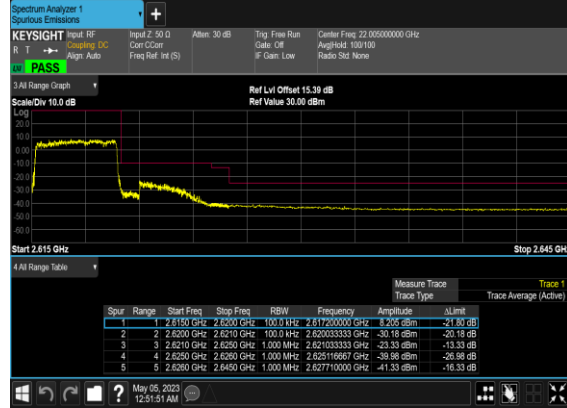 Spectrum Analyzer 1
Spurious Emissions
KEYSIGHT
R T
Input: RF
Coupling: DC
Align: Auto
Input Z: 50 Ω
Corr CCorr
Freq Ref: Int (S)
Atten: 30 dB
Trig: Free Run
Gate: Off
IF Gain: Low
Center Freq: 22.005000000 GHz
Avg|Hold: 100/100
Radio Std: None
PASS
3 All Range Graph
Scale/Div 10.0 dB
Ref Lvl Offset 15.39 dB
Ref Value 30.00 dBm
Log
20.0
10.0
0.00
-10.0
-20.0
-30.0
-40.0
-50.0
-60.0
Start 2.615 GHz
Stop 2.645 GHz
4 All Range Table
Measure Trace Trace 1
Trace Type Trace Average (Active)
Spur Range Start Freq Stop Freq RBW Frequency Amplitude ΔLimit
1 1 2.6150 GHz 2.6200 GHz 100.0 kHz 2.617200000 GHz 8.205 dBm -21.80 dB
2 2 2.6200 GHz 2.6210 GHz 100.0 kHz 2.620033333 GHz -30.18 dBm -20.18 dB
3 3 2.6210 GHz 2.6250 GHz 1.000 MHz 2.621033333 GHz -23.33 dBm -13.33 dB
4 4 2.6250 GHz 2.6260 GHz 1.000 MHz 2.625116667 GHz -39.98 dBm -26.98 dB
5 5 2.6260 GHz 2.6450 GHz 1.000 MHz 2.627710000 GHz -41.33 dBm -16.33 dB
May 05, 2023
12:51:51 AM